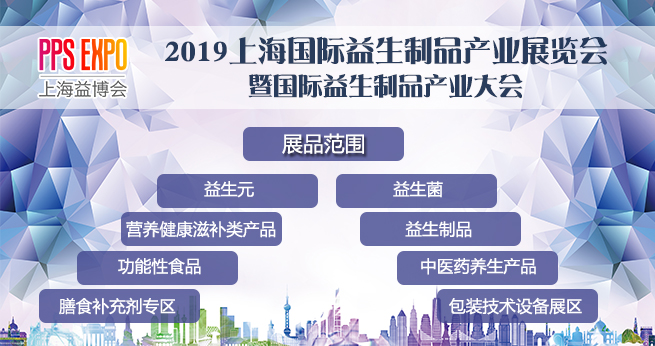 PPS EXPO
上海益博会
2019上海国际益生制品产业展览会
暨国际益生制品产业大会
展品范围
益生元
益生菌
营养健康滋补类产品
益生制品
功能性食品
中医药养生产品
膳食补充剂专区
包装技术设备展区